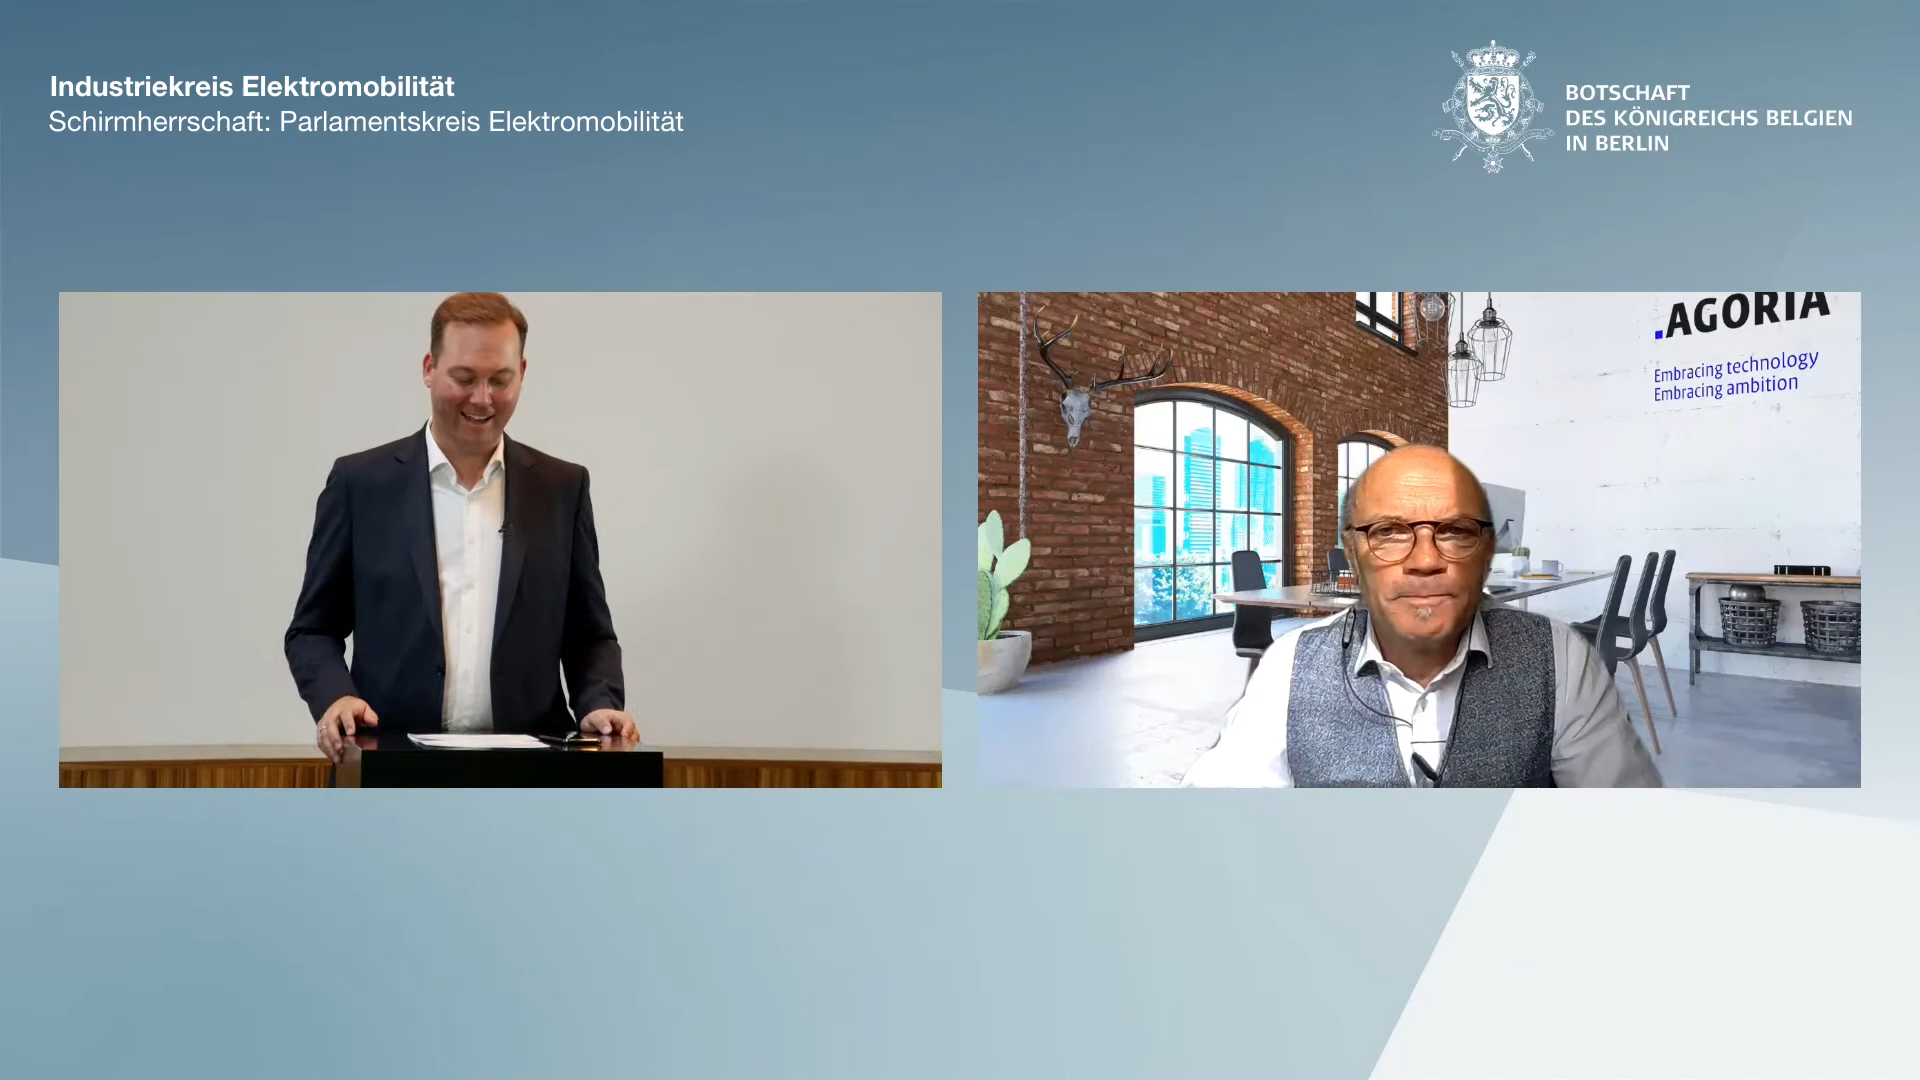 Industriekreis Elektromobilität
Schirmherrschaft: Parlamentskreis Elektromobilität
BOTSCHAFT
DES KÖNIGREICHS BELGIEN
IN BERLIN
.AGORIA
Embracing technology
Embracing ambition